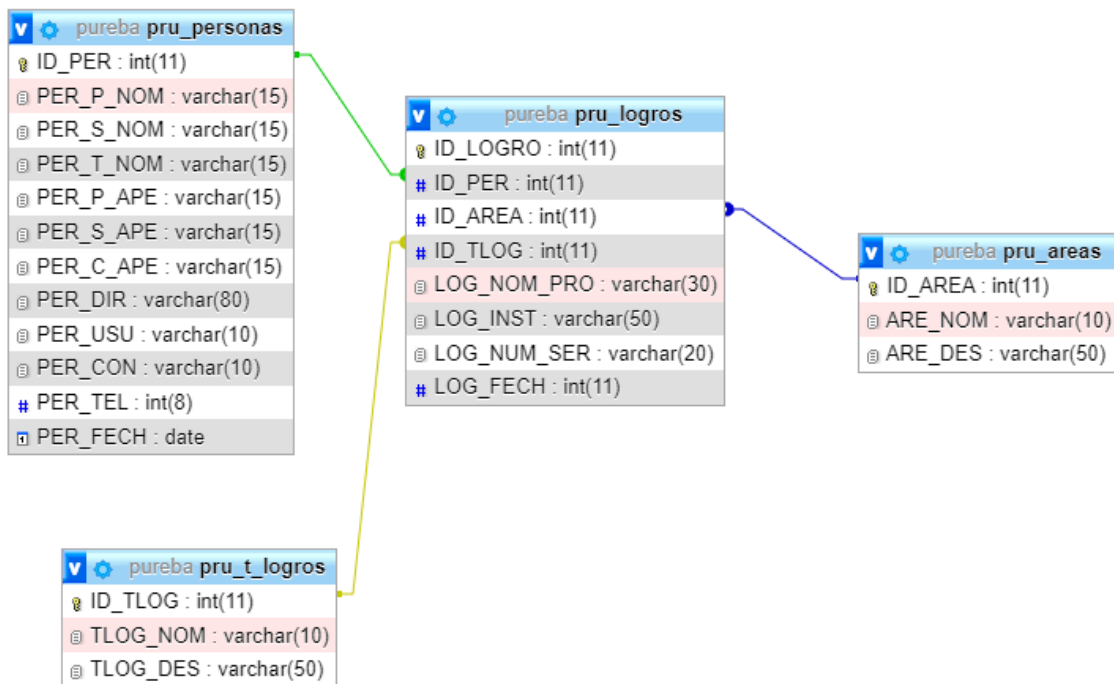 pureba pru_personas
ID_PER : int(11)
PER_P_NOM : varchar(15)
PER_S_NOM : varchar(15)
PER_T_NOM : varchar(15)
PER_P_APE : varchar(15)
PER_S_APE : varchar(15)
PER_C_APE : varchar(15)
PER_DIR : varchar(80)
PER_USU : varchar(10)
PER_CON : varchar(10)
# PER_TEL : int(8)
PER_FECH : date
pureba pru_logros
ID_LOGRO : int(11)
# ID_PER : int(11)
# ID_AREA : int(11)
# ID_TLOG : int(11)
LOG_NOM_PRO : varchar(30)
LOG_INST : varchar(50)
LOG_NUM_SER : varchar(20)
# LOG_FECH : int(11)
pureba pru_areas
ID_AREA : int(11)
ARE_NOM : varchar(10)
ARE_DES : varchar(50)
pureba pru_t_logros
ID_TLOG : int(11)
TLOG_NOM : varchar(10)
TLOG_DES : varchar(50)